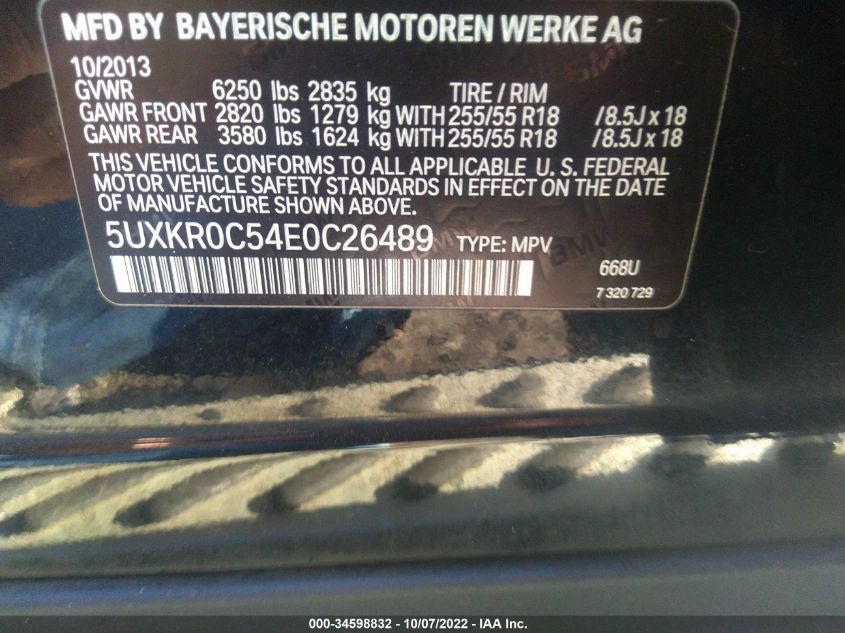 MFD BY BAYERISCHE MOTOREN WERKE AG
10/2013
GVWR 6250 lbs 2835 kg TIRE / RIM
GAWR FRONT 2820 lbs 1279 kg WITH 255/55 R18 /8.5J x 18
GAWR REAR 3580 lbs 1624 kg WITH 255/55 R18 /8.5J x 18
THIS VEHICLE CONFORMS TO ALL APPLICABLE U. S. FEDERAL
MOTOR VEHICLE SAFETY STANDARDS IN EFFECT ON THE DATE
OF MANUFACTURE SHOWN ABOVE.
5UXKR0C54E0C26489 TYPE: MPV
668U
7 320 729
000-34598832 - 10/07/2022 - IAA Inc.